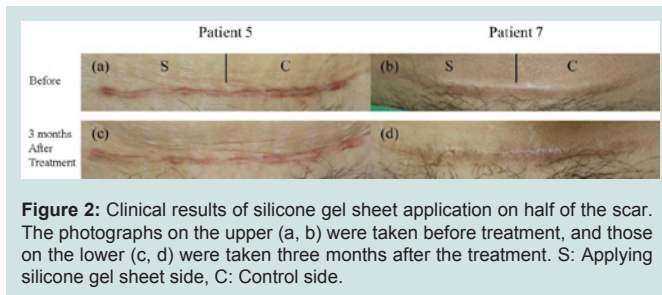 Patient 5 Patient 7
(a) S C (b) S C
Before
(c) (d)
3 months
After
Treatment
Figure 2: Clinical results of silicone gel sheet application on half of the scar.
The photographs on the upper (a, b) were taken before treatment, and those
on the lower (c, d) were taken three months after the treatment. S: Applying
silicone gel sheet side, C: Control side.